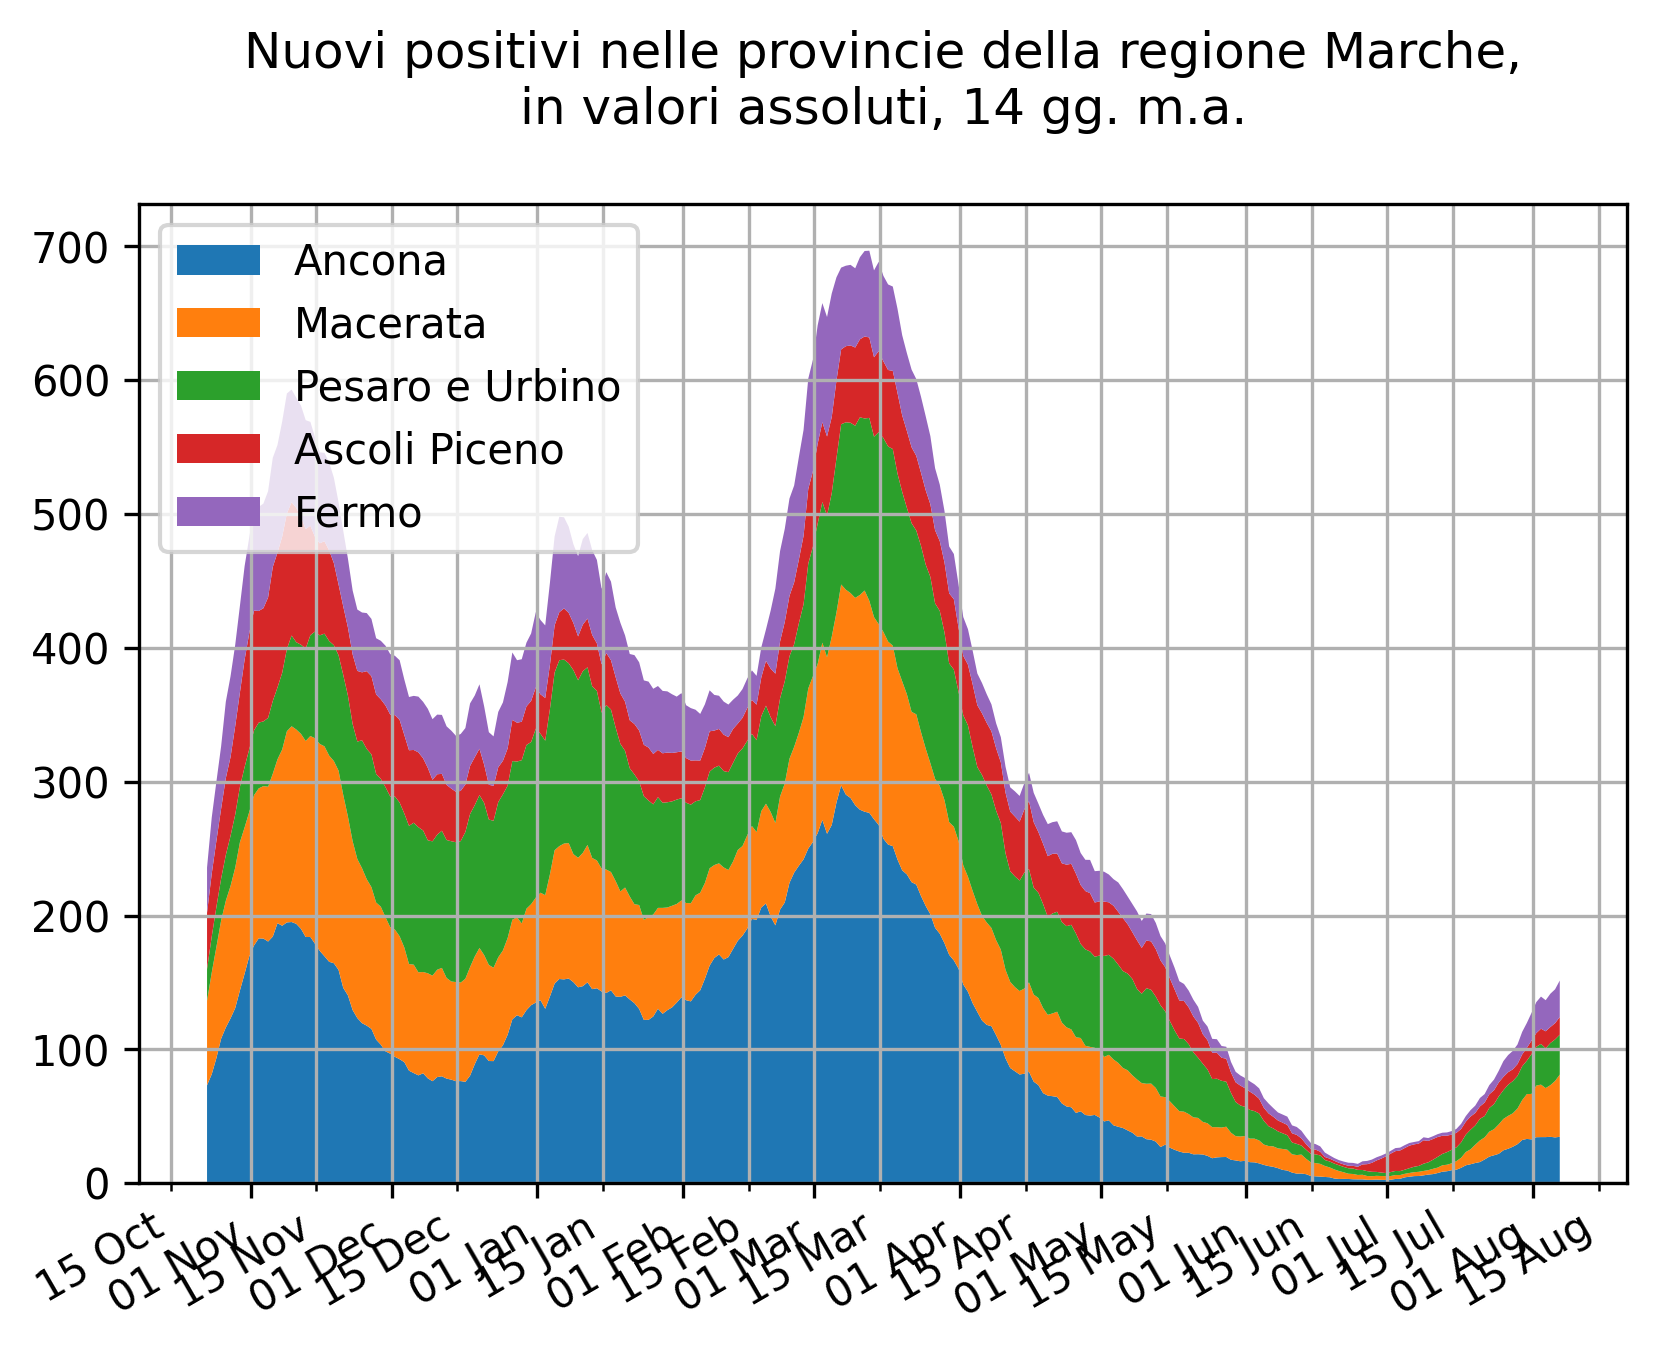 Nuovi positivi nelle provincie della regione Marche,
in valori assoluti, 14 gg. m.a.
700
600
500
400
300
200
100
0
Ancona
Macerata
Pesaro e Urbino
Ascoli Piceno
Fermo
15 Oct
01 Nov
15 Nov
01 Dec
15 Dec
01 Jan
15 Jan
01 Feb
15 Feb
01 Mar
15 Mar
01 Apr
15 Apr
01 May
15 May
01 Jun
15 Jun
01 Jul
15 Jul
01 Aug
15 Aug